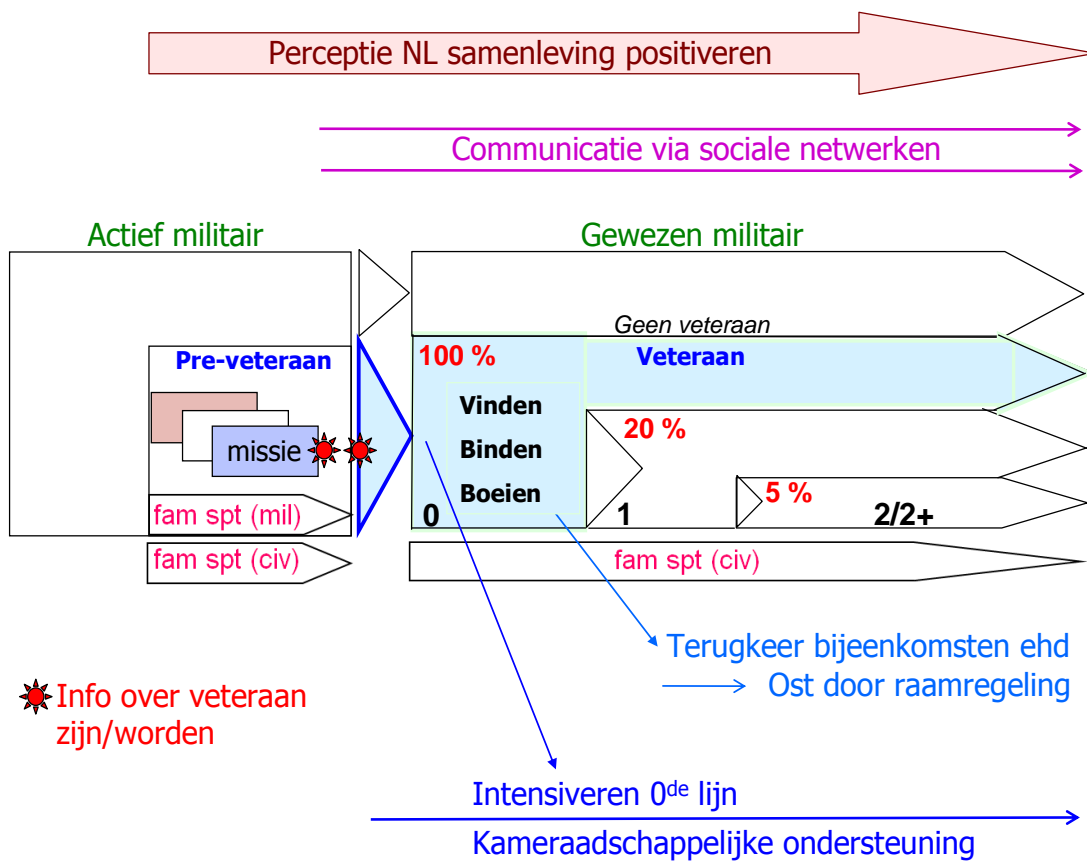 Perceptie NL samenleving positiveren
Communicatie via sociale netwerken
Actief militair
Gewezen militair
Geen veteraan
Pre-veteraan
100 %
Veteraan
Vinden
Binden
Boeien
20 %
missie
5 %
fam spt (mil)
0
1
2/2+
fam spt (civ)
fam spt (civ)
Terugkeer bijeenkomsten ehd
Ost door raamregeling
Info over veteraan
zijn/worden
Intensiveren 0de lijn
Kameraadschappelijke ondersteuning